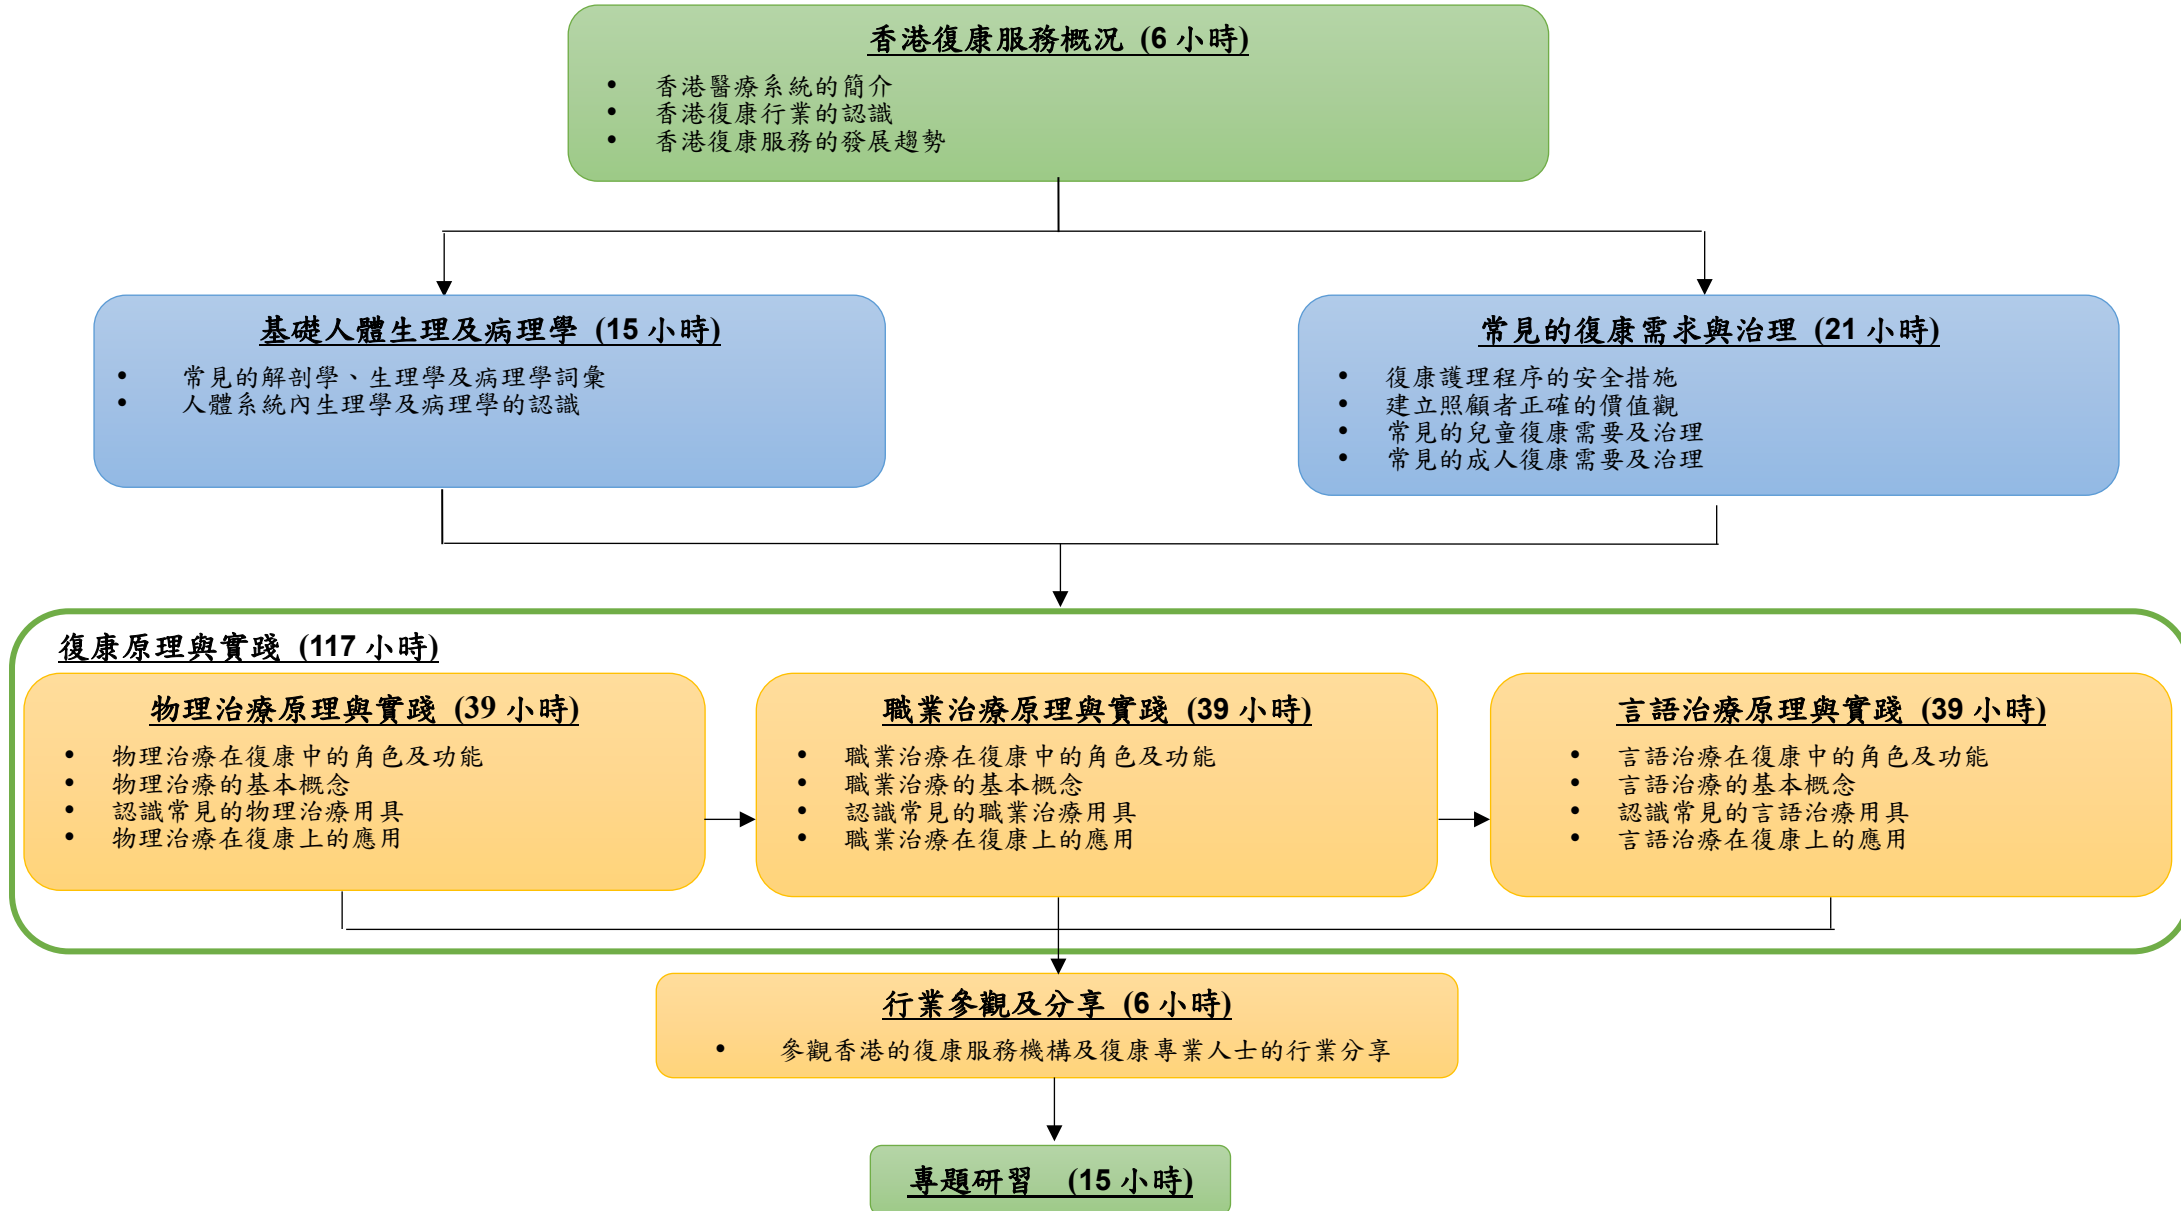 香港復康服務概況 (6 小時)
• 香港醫療系統的簡介
• 香港復康行業的認識
• 香港復康服務的發展趨勢
基礎人體生理及病理學 (15 小時)
• 常見的解剖學、生理學及病理學詞彙
• 人體系統內生理學及病理學的認識
常見的復康需求與治理 (21 小時)
• 復康護理程序的安全措施
• 建立照顧者正確的價值觀
• 常見的兒童復康需要及治理
• 常見的成人復康需要及治理
復康原理與實踐 (117 小時)
物理治療原理與實踐 (39 小時)
• 物理治療在復康中的角色及功能
• 物理治療的基本概念
• 認識常見的物理治療用具
• 物理治療在復康上的應用
職業治療原理與實踐 (39 小時)
• 職業治療在復康中的角色及功能
• 職業治療的基本概念
• 認識常見的職業治療用具
• 職業治療在復康上的應用
言語治療原理與實踐 (39 小時)
• 言語治療在復康中的角色及功能
• 言語治療的基本概念
• 認識常見的言語治療用具
• 言語治療在復康上的應用
行業參觀及分享 (6 小時)
• 參觀香港的復康服務機構及復康專業人士的行業分享
專題研習 (15 小時)